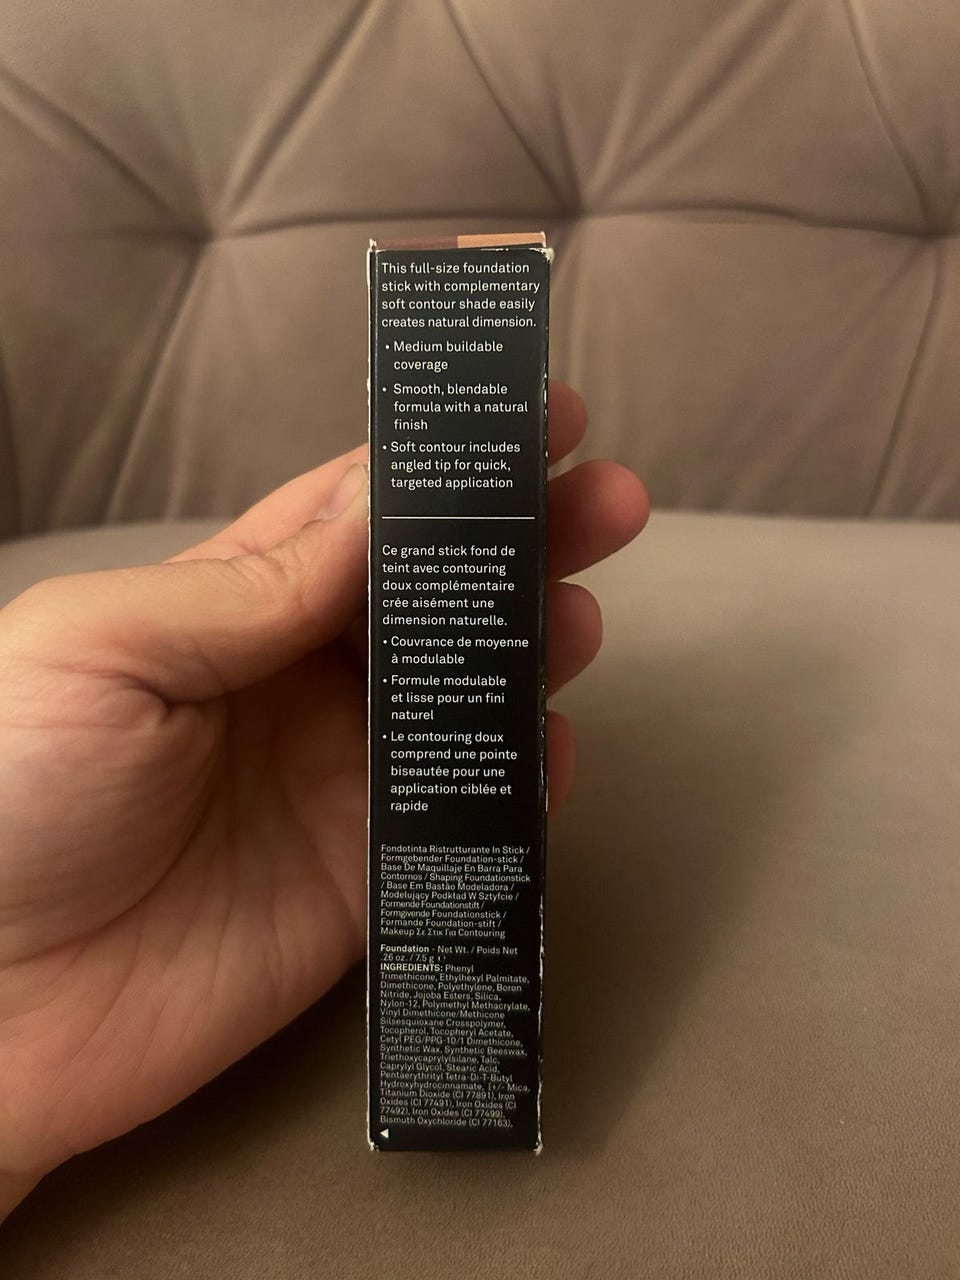 This full-size foundation
stick with complementary
soft contour shade easily
creates natural dimension.
• Medium buildable
coverage
• Smooth, blendable
formula with a natural
finish
• Soft contour includes
angled tip for quick,
targeted application
Ce grand stick fond de
teint avec contouring
doux complémentaire
crée aisément une
dimension naturelle.
• Couvrance de moyenne
à modulable
• Formule modulable
et lisse pour un fini
naturel
• Le contouring doux
comprend une pointe
biseautée pour une
application ciblée et
rapide
Fondotinta Ristrutturante In Stick /
Formgebender Foundation-stick /
Base De Maquillaje En Barra Para
Contornos / Shaping Foundationstick
/ Base Em Bastão Modeladora /
Modelujący Podkład W Sztyfcie /
Formende Foundationstift /
Formgivende Foundationstick /
Formande Foundation-stift /
Makeup Σε Στικ Για Contouring
Foundation - Net Wt. / Poids Net
.26 oz. / 7.5 g
INGREDIENTS: Phenyl
Trimethicone, Ethylhexyl Palmitate,
Dimethicone, Polyethylene, Boron
Nitride, Jojoba Esters, Silica,
Nylon-12, Polymethyl Methacrylate,
Vinyl Dimethicone/Methicone
Silsesquioxane Crosspolymer,
Tocopherol, Tocopheryl Acetate,
Cetyl PEG/PPG-10/1 Dimethicone,
Synthetic Wax, Synthetic Beeswax,
Triethoxycaprylylsilane, Talc,
Caprylyl Glycol, Stearic Acid,
Pentaerythrityl Tetra-Di-T-Butyl
Hydroxyhydrocinnamate, [+/- Mica,
Titanium Dioxide (CI 77891), Iron
Oxides (CI 77491), Iron Oxides (CI
77492), Iron Oxides (CI 77499),
Bismuth Oxychloride (CI 77163),